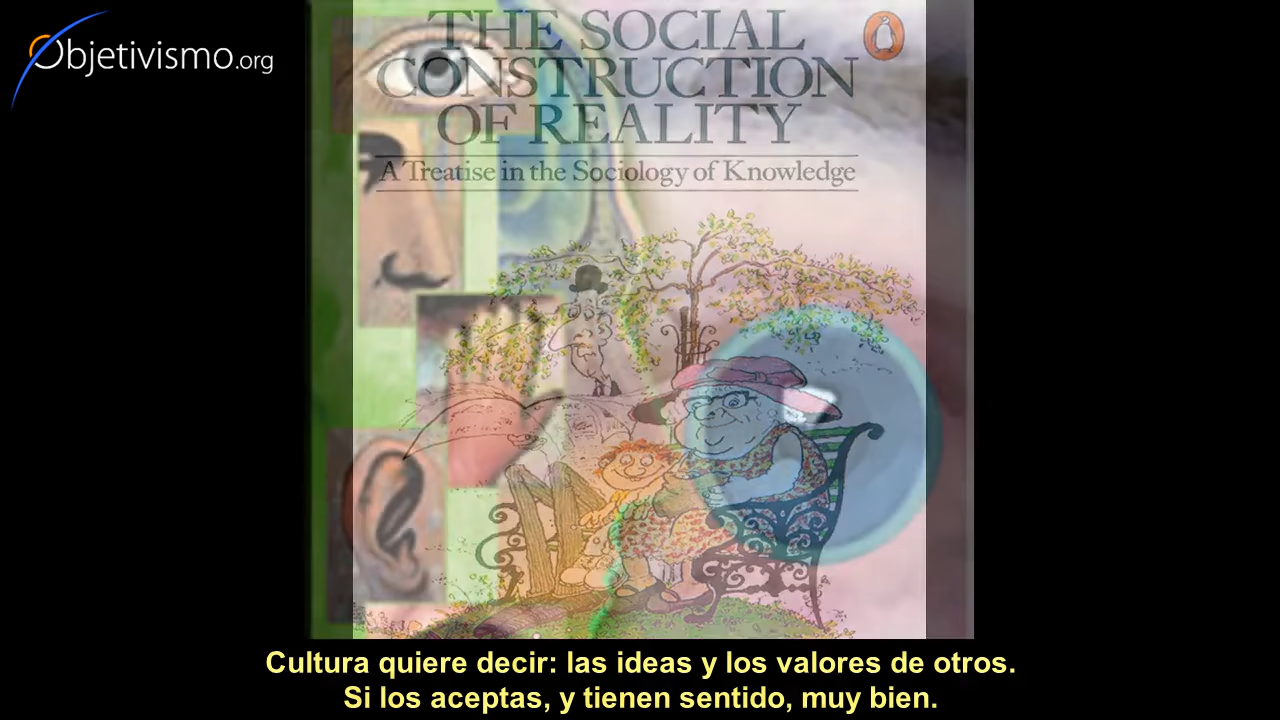 Objetivismo.org
THE SOCIAL
CONSTRUCTION
OF REALITY
A Treatise in the Sociology of Knowledge
Cultura quiere decir: las ideas y los valores de otros.
Si los aceptas, y tienen sentido, muy bien.